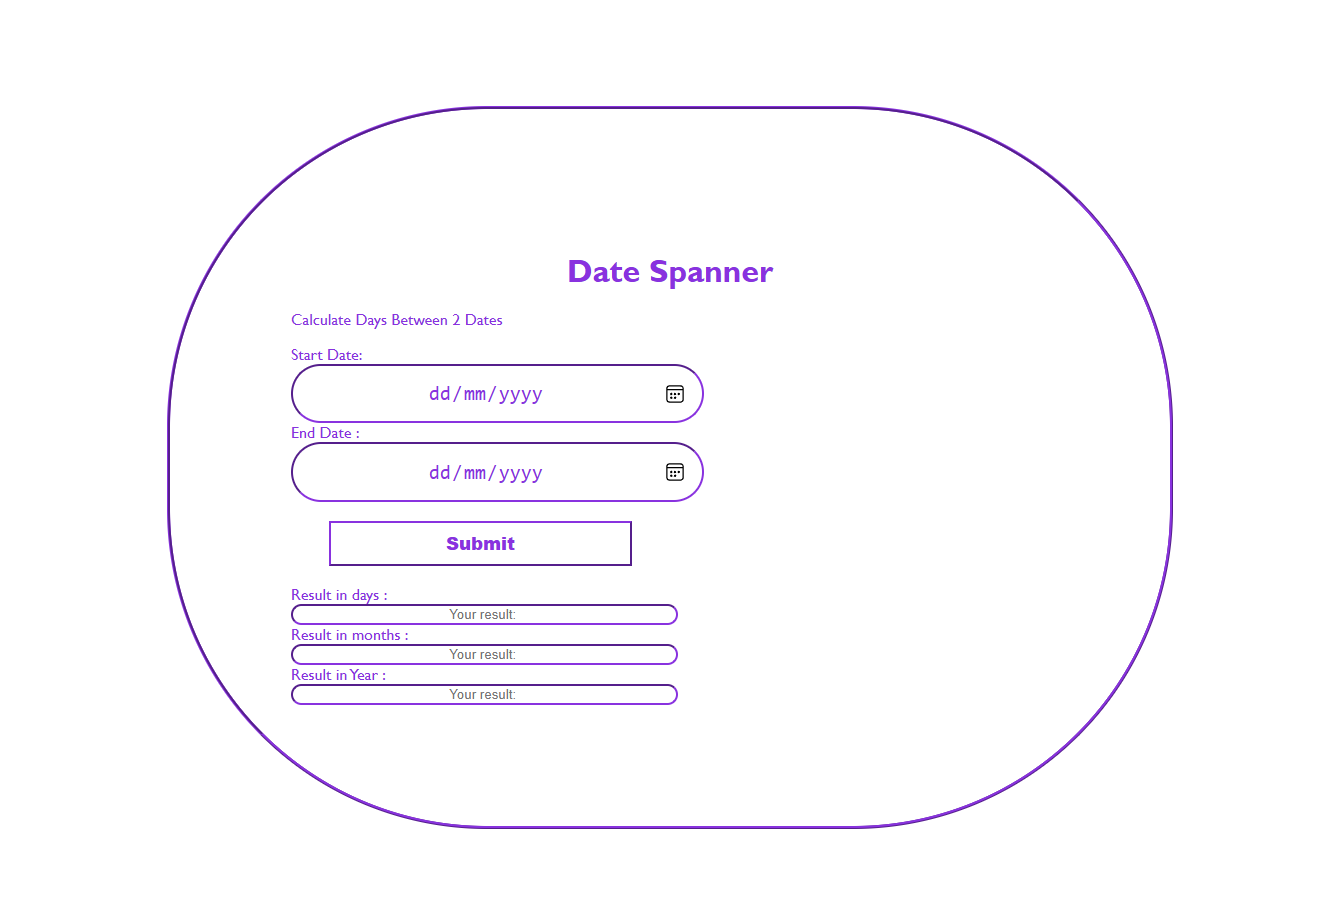 Date Spanner
Calculate Days Between 2 Dates
Start Date:
dd/mm/yyyy
End Date :
dd/mm/yyyy
Submit
Result in days :
Your result:
Result in months :
Your result:
Result in Year :
Your result: